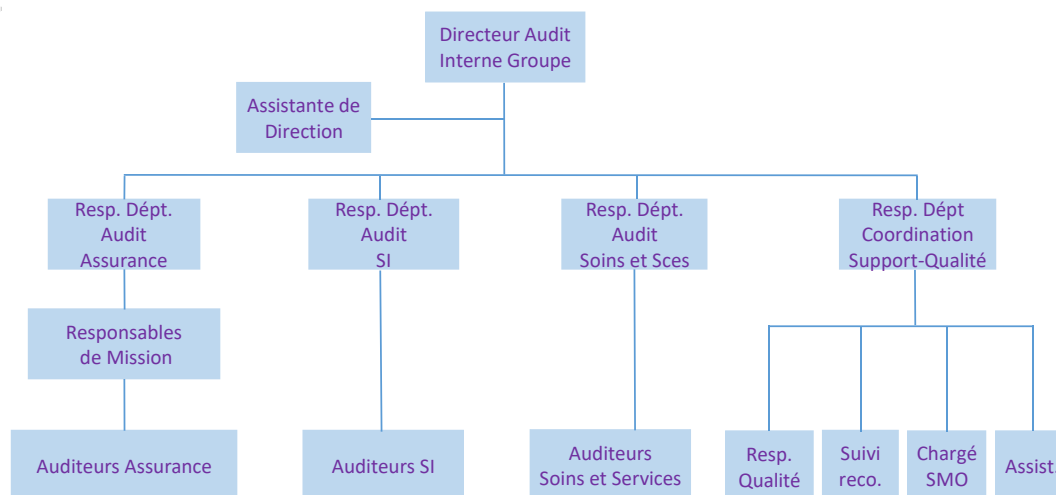 Directeur Audit
Interne Groupe
Assistante de
Direction
Resp. Dépt.
Audit
Assurance
Resp. Dépt.
Audit
SI
Resp. Dépt.
Audit
Soins et Sces
Resp. Dépt
Coordination
Support-Qualité
Responsables
de Mission
Auditeurs Assurance
Auditeurs SI
Auditeurs
Soins et Services
Resp.
Qualité
Suivi
reco.
Chargé
SMO
Assist.